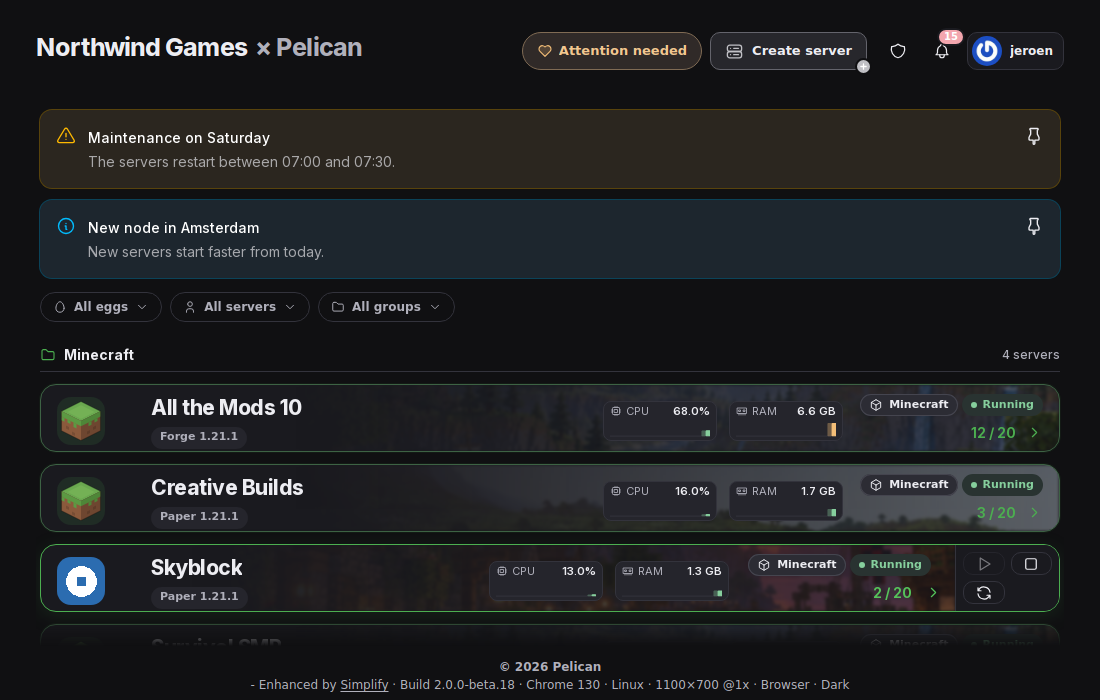 Northwind Games × Pelican
Attention needed
Create server
15
jeroen
Maintenance on Saturday
The servers restart between 07:00 and 07:30.
New node in Amsterdam
New servers start faster from today.
All eggs
All servers
All groups
Minecraft
4 servers
All the Mods 10
Forge 1.21.1
CPU 68.0%
RAM 6.6 GB
Minecraft
Running
12 / 20
Creative Builds
Paper 1.21.1
CPU 16.0%
RAM 1.7 GB
Minecraft
Running
3 / 20
Skyblock
Paper 1.21.1
CPU 13.0%
RAM 1.3 GB
Minecraft
Running
2 / 20
Survival SMP
Minecraft
Running
© 2026 Pelican
- Enhanced by Simplify · Build 2.0.0-beta.18 · Chrome 130 · Linux · 1100×700 @1x · Browser · Dark